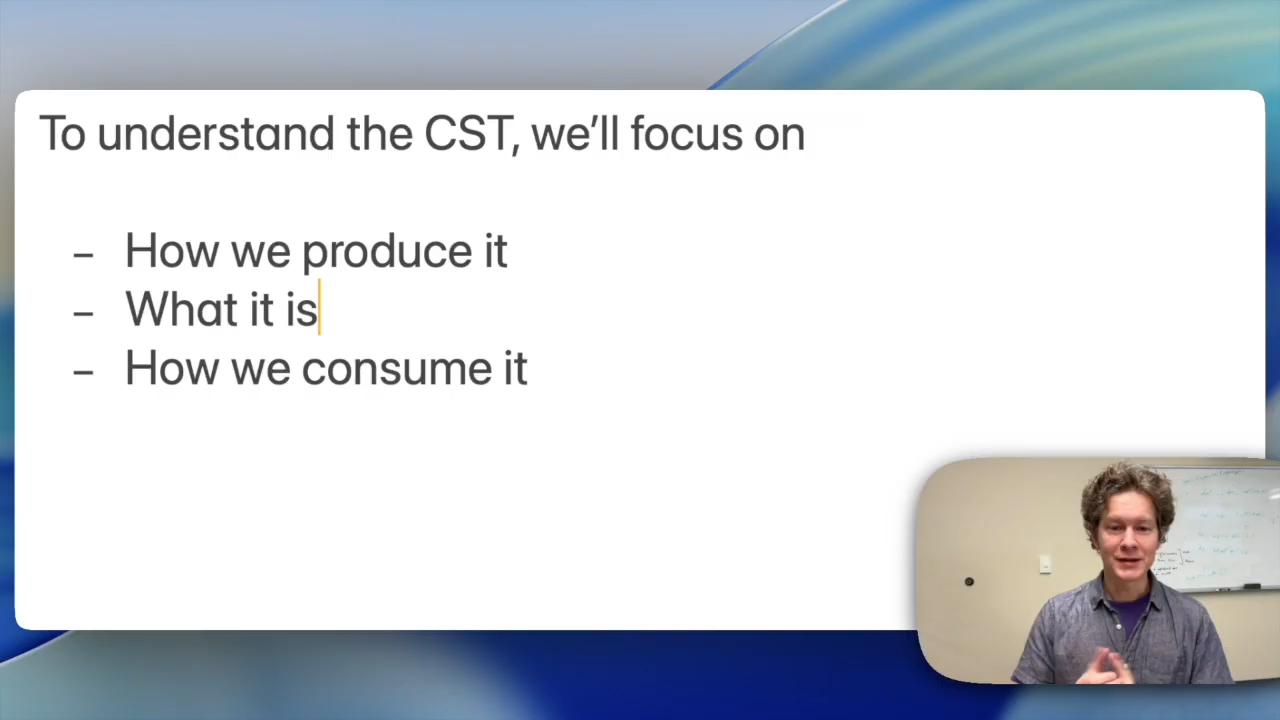 To understand the CST, we’ll focus on
– How we produce it
– What it is
– How we consume it